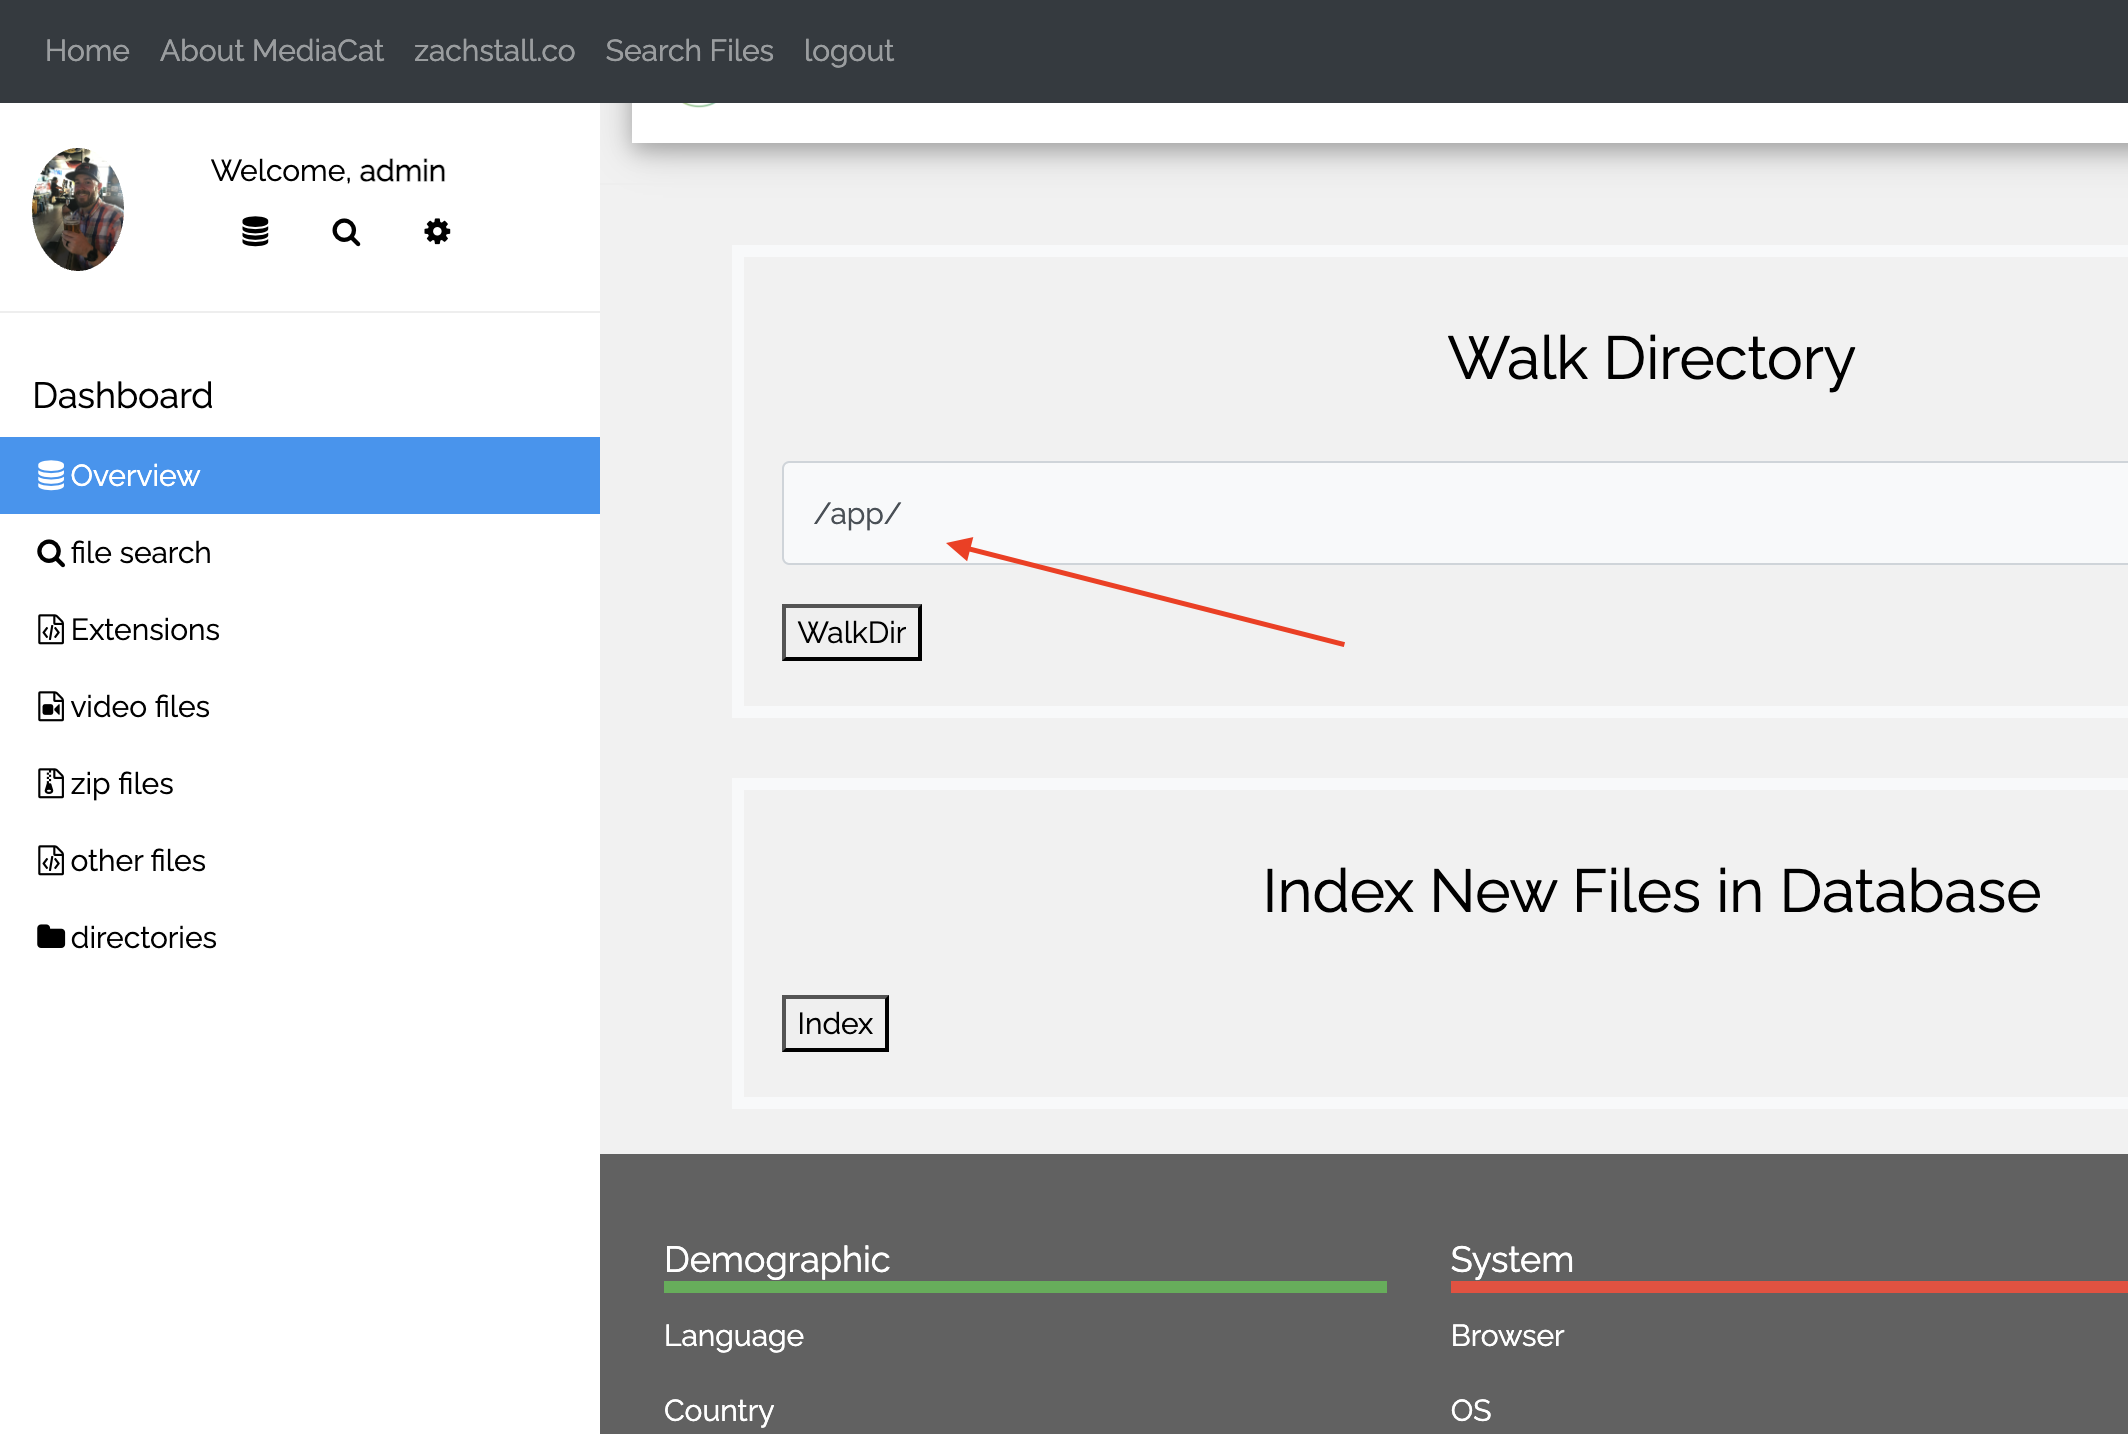 Home About MediaCat zachstall.co Search Files logout
Welcome, admin
Dashboard
Overview
file search
Extensions
video files
zip files
other files
directories
Walk Directory
/app/
WalkDir
Index New Files in Database
Index
Demographic
Language
Country
System
Browser
OS